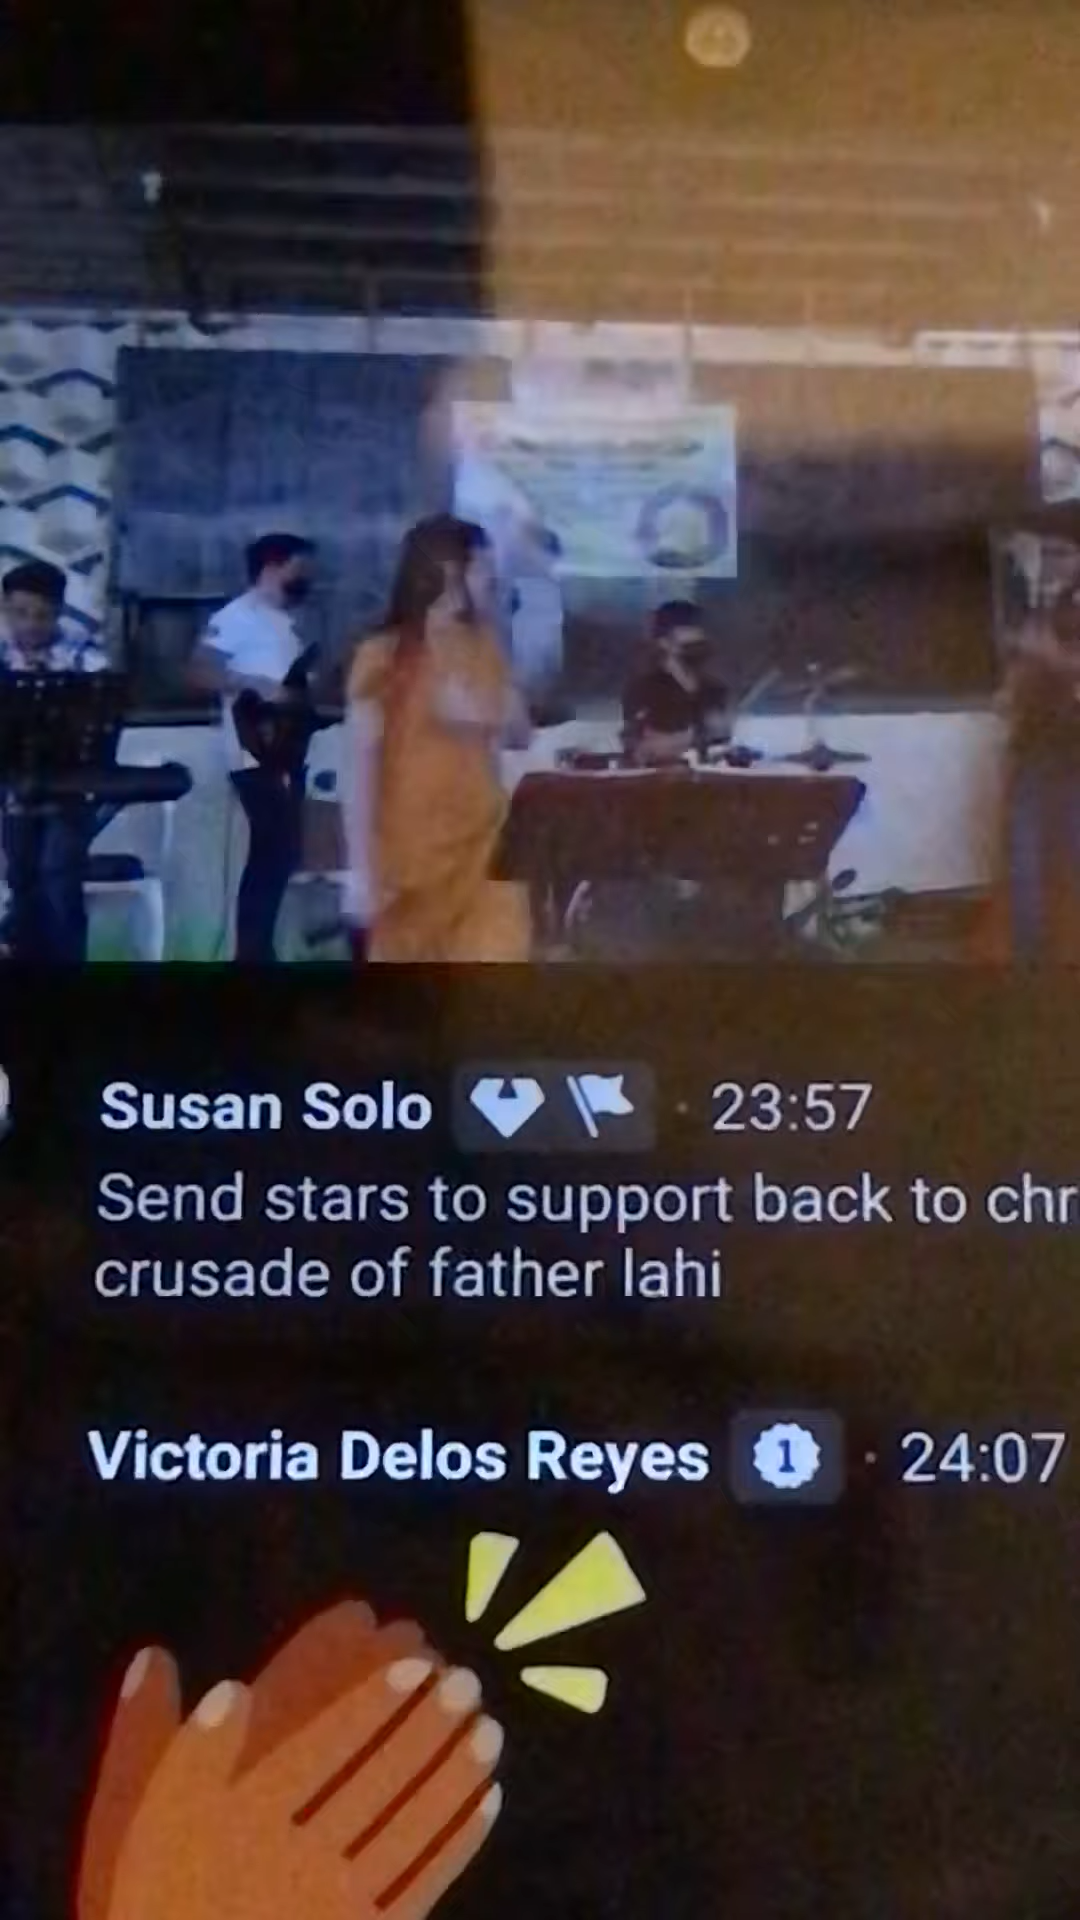 Susan Solo · 23:57
Send stars to support back to chr
crusade of father lahi
Victoria Delos Reyes 1 · 24:07